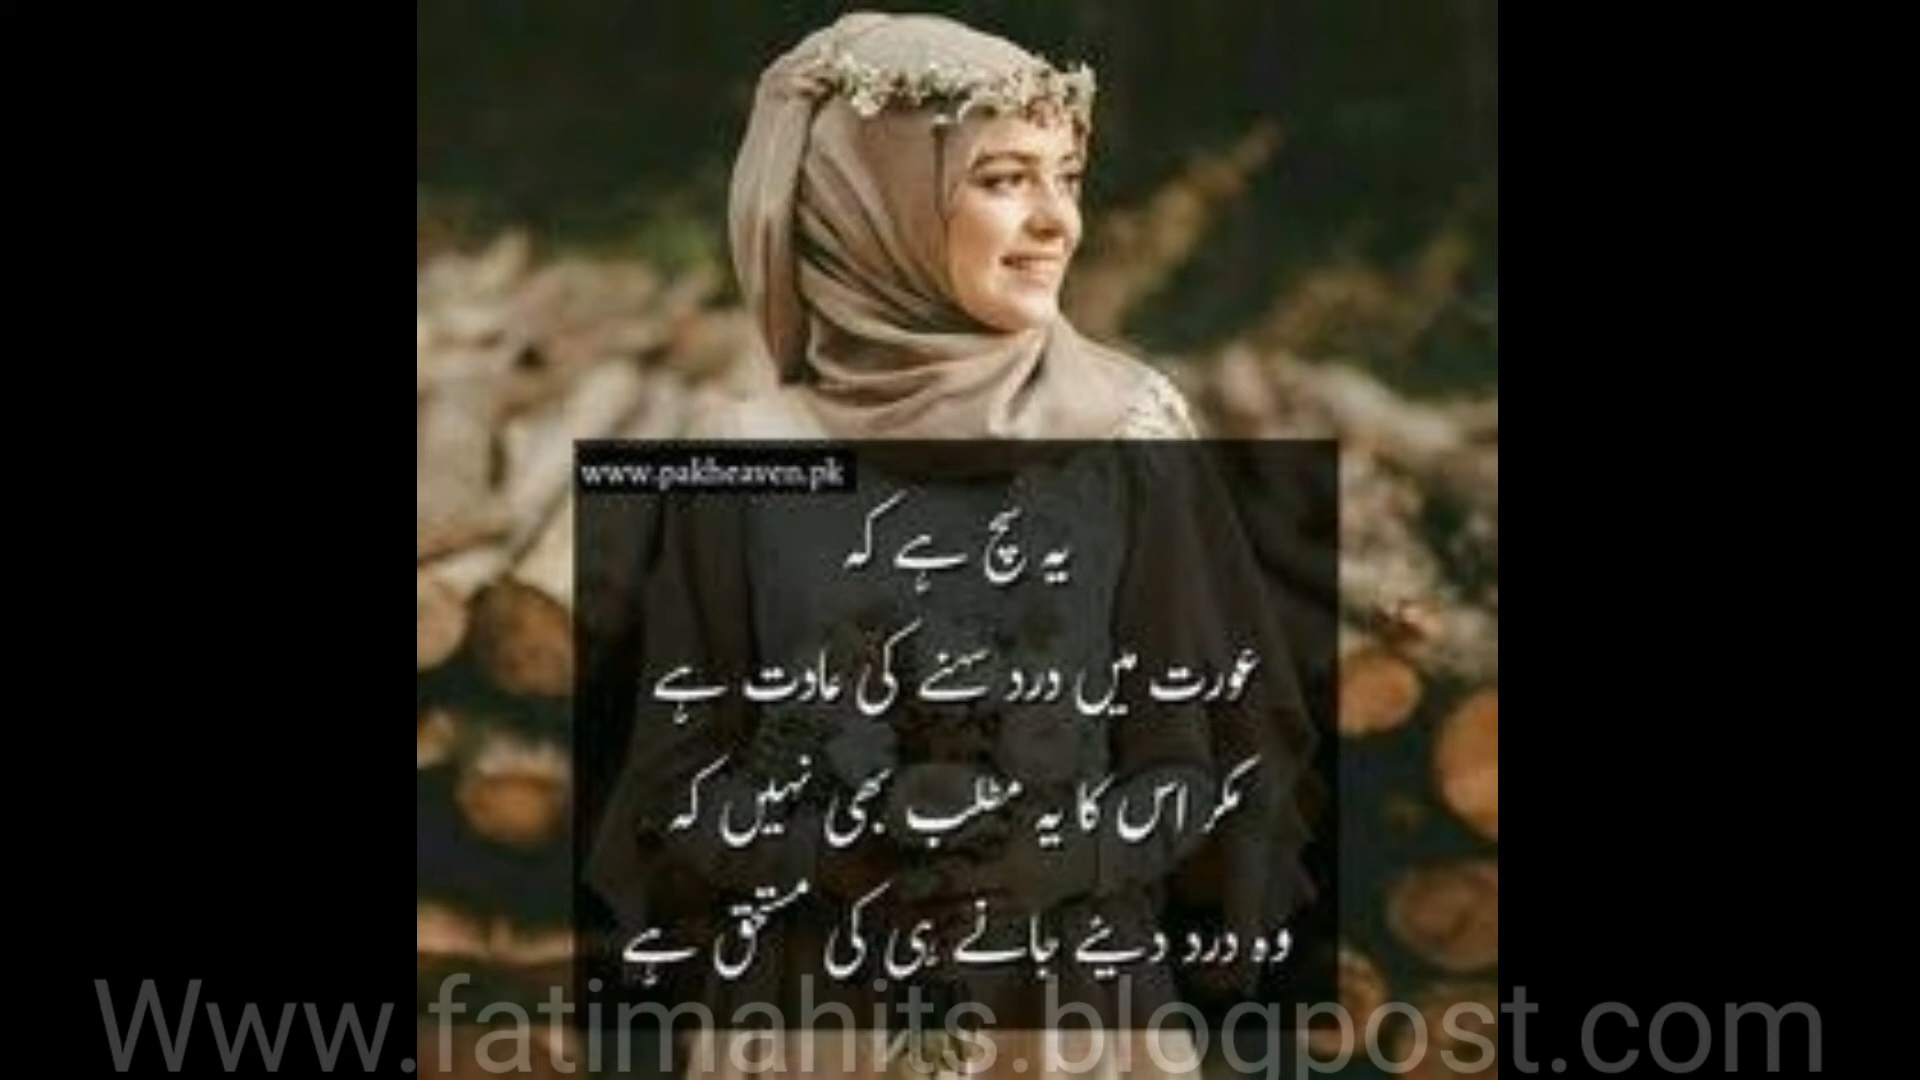 www.pakheaven.pk
یہ سچ ہے کہ
عورت میں درد سہنے کی عادت ہے
مگر اس کا یہ مطلب بھی نہیں کہ
وہ درد دیئے جانے ہی کی مستحق ہے
Www.fatimahits.blogpost.com